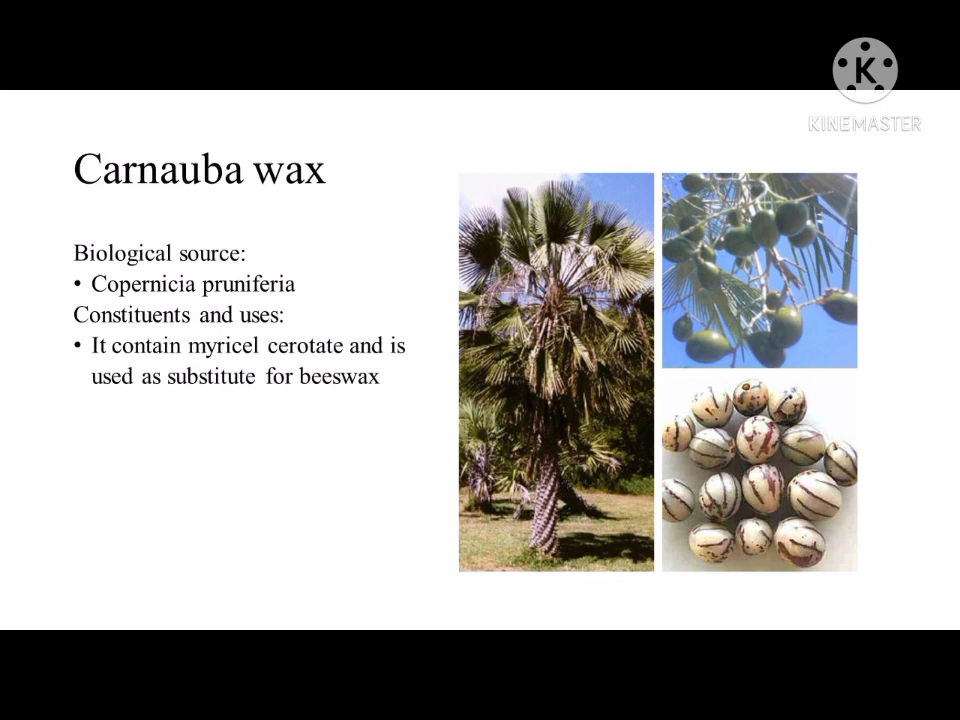 KINEMASTER
Carnauba wax
Biological source:
• Copernicia pruniferia
Constituents and uses:
• It contain myricel cerotate and is
used as substitute for beeswax